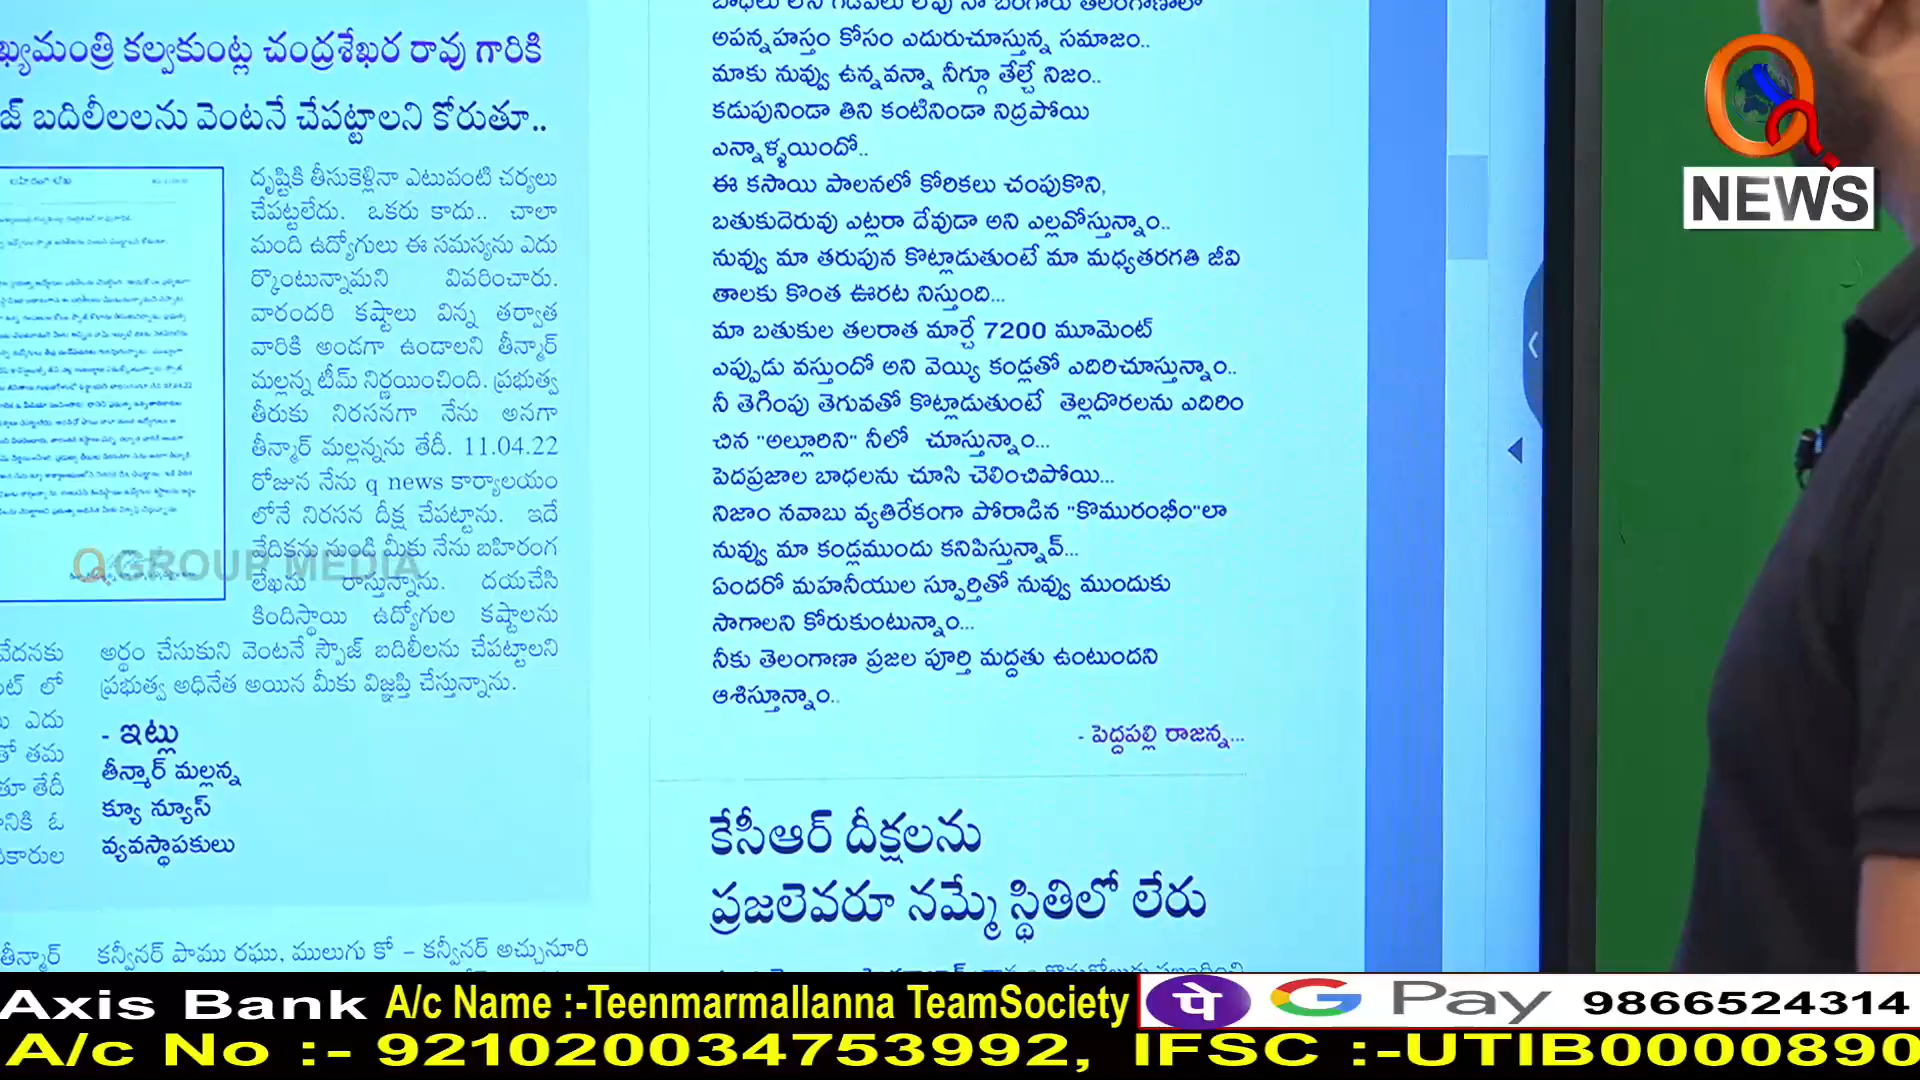 కల్వకుంట్ల చంద్రశేఖర రావు గారికి
బదిలీలలను వెంటనే చేపట్టాలని కోరుతూ..
దృష్టికి తీసుకెళ్లినా ఎటువంటి చర్యలు
చేపట్టలేదు. ఒకరు కాదు.. చాలా
మంది ఉద్యోగులు ఈ సమస్యను ఎదు
ర్కొంటున్నామని వివరించారు.
వారందరి కష్టాలు విన్న తర్వాత
వారికి అండగా ఉండాలని తీన్మార్
మల్లన్న టీమ్ నిర్ణయించింది. ప్రభుత్వ
తీరుకు నిరసనగా నేను అనగా
తీన్మార్ మల్లన్నను తేదీ. 11.04.22
రోజున నేను q news కార్యాలయం
లోనే నిరసన దీక్ష చేపట్టాను. ఇదే
వేదికను నుండి మీకు నేను బహిరంగ
లేఖను రాస్తున్నాను. దయచేసి
కిందిస్థాయి ఉద్యోగుల కష్టాలను
అర్థం చేసుకుని వెంటనే స్పౌజ్ బదిలీలను చేపట్టాలని
ప్రభుత్వ అధినేత అయిన మీకు విజ్ఞప్తి చేస్తున్నాను.
- ఇట్లు
తీన్మార్ మల్లన్న
క్యూ న్యూస్
వ్యవస్థాపకులు
కన్వీనర్ పాము రఘు, ములుగు కో – కన్వీనర్ అచ్చునూరి
Q GROUP MEDIA
అపన్నహస్తం కోసం ఎదురుచూస్తున్న సమాజం..
మాకు నువ్వు ఉన్నవన్నా నీగ్గూ తేల్చే నిజం..
కడుపునిండా తిని కంటినిండా నిద్రపోయి
ఎన్నాళ్ళయిందో..
ఈ కసాయి పాలనలో కోరికలు చంపుకొని,
బతుకుదెరువు ఎట్లరా దేవుడా అని ఎల్లవోస్తున్నాం..
నువ్వు మా తరుపున కొట్లాడుతుంటే మా మధ్యతరగతి జీవి
తాలకు కొంత ఊరట నిస్తుంది...
మా బతుకుల తలరాత మార్చే 7200 మూమెంట్
ఎప్పుడు వస్తుందో అని వెయ్యి కండ్లతో ఎదిరిచూస్తున్నాం..
నీ తెగింపు తెగువతో కొట్లాడుతుంటే తెల్లదొరలను ఎదిరిం
చిన "అల్లూరిని" నీలో చూస్తున్నాం...
పెదప్రజాల బాధలను చూసి చెలించిపోయి...
నిజాం నవాబు వ్యతిరేకంగా పోరాడిన "కొమురంభీం"లా
నువ్వు మా కండ్లముందు కనిపిస్తున్నావ్...
ఏందరో మహనీయుల స్ఫూర్తితో నువ్వు ముందుకు
సాగాలని కోరుకుంటున్నాం...
నీకు తెలంగాణా ప్రజల పూర్తి మద్దతు ఉంటుందని
ఆశిస్తూన్నాం..
- పెద్దపల్లి రాజన్న...
కేసీఆర్ దీక్షలను
ప్రజలెవరూ నమ్మే స్థితిలో లేరు
NEWS
Axis Bank A/c Name :-Teenmarmallanna TeamSociety
పే G Pay 9866524314
A/c No :- 921020034753992, IFSC :-UTIB0000890